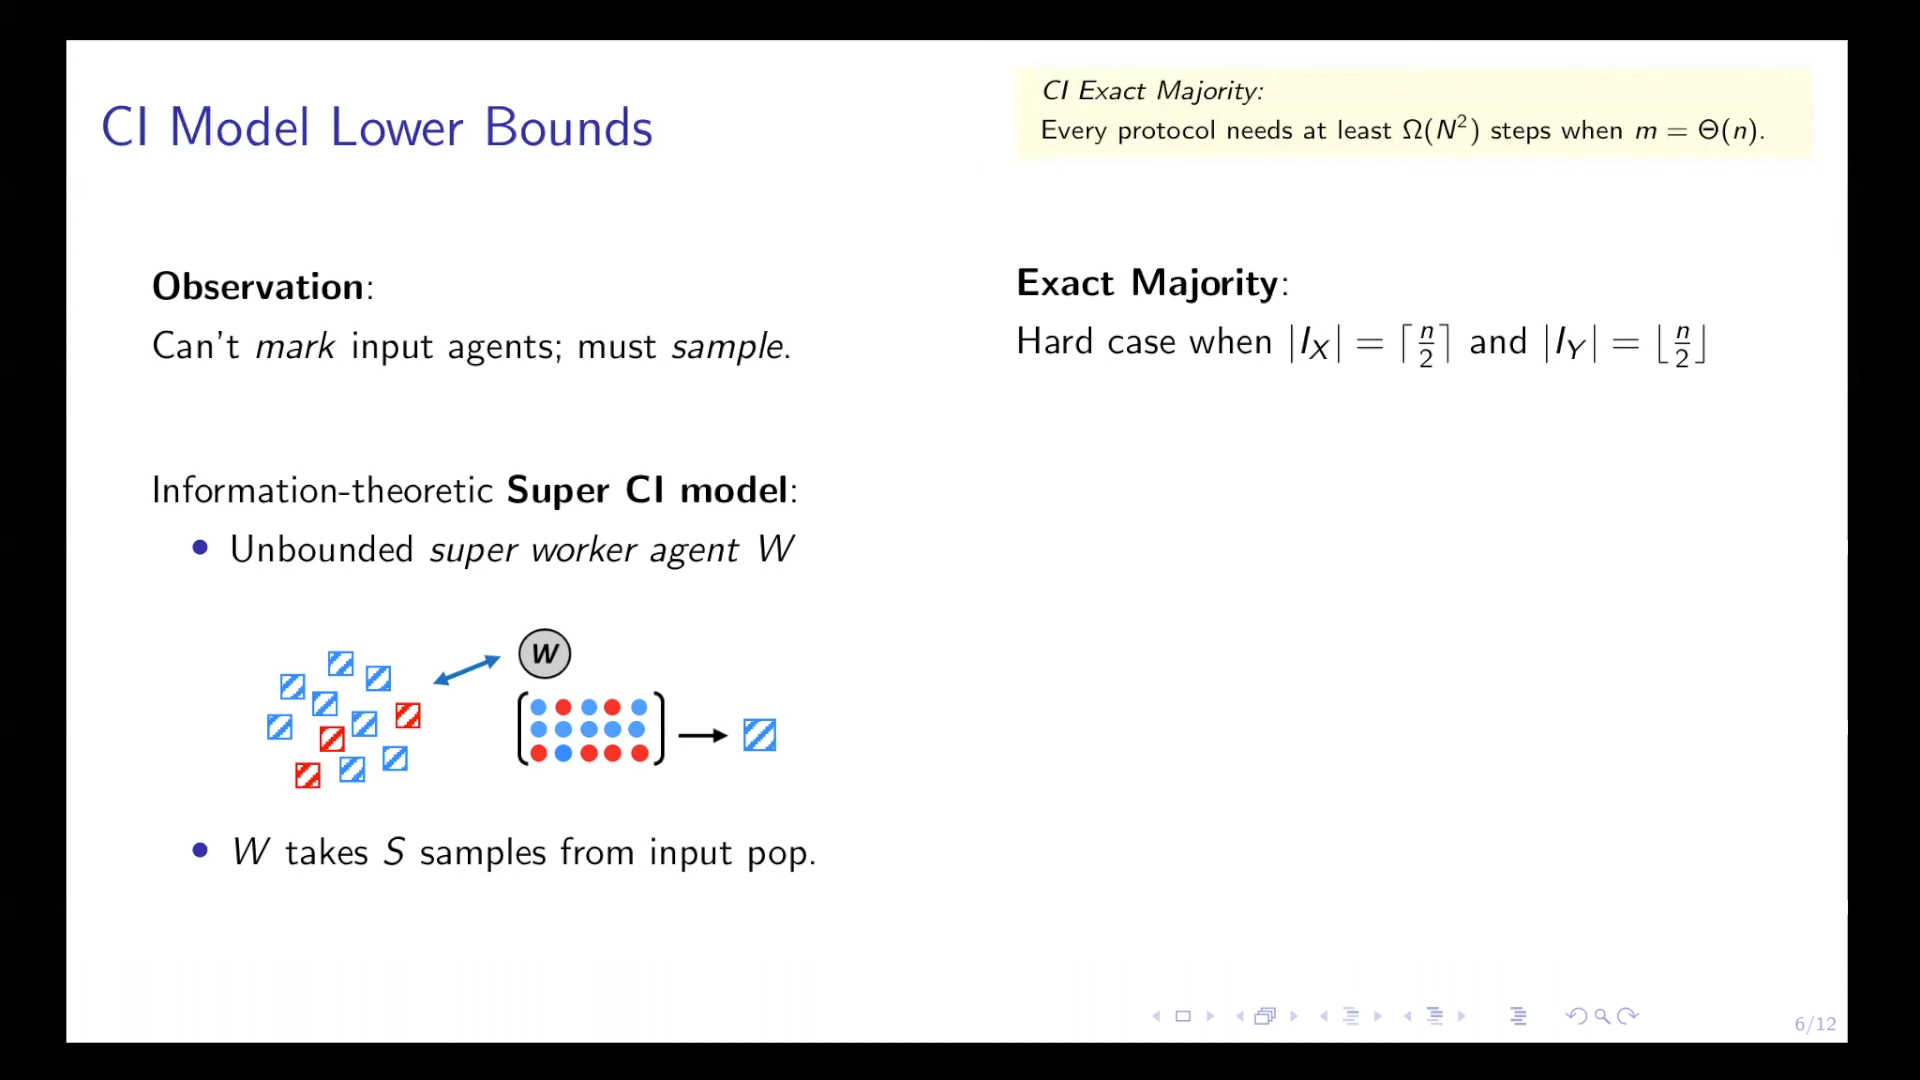 CI Model Lower Bounds
CI Exact Majority:
Every protocol needs at least Ω(N²) steps when m = Θ(n).
Observation:
Can't mark input agents; must sample.
Information-theoretic Super CI model:
• Unbounded super worker agent W
W
• W takes S samples from input pop.
Exact Majority:
Hard case when |I_X| = ⌈n/2⌉ and |I_Y| = ⌊n/2⌋
6/12